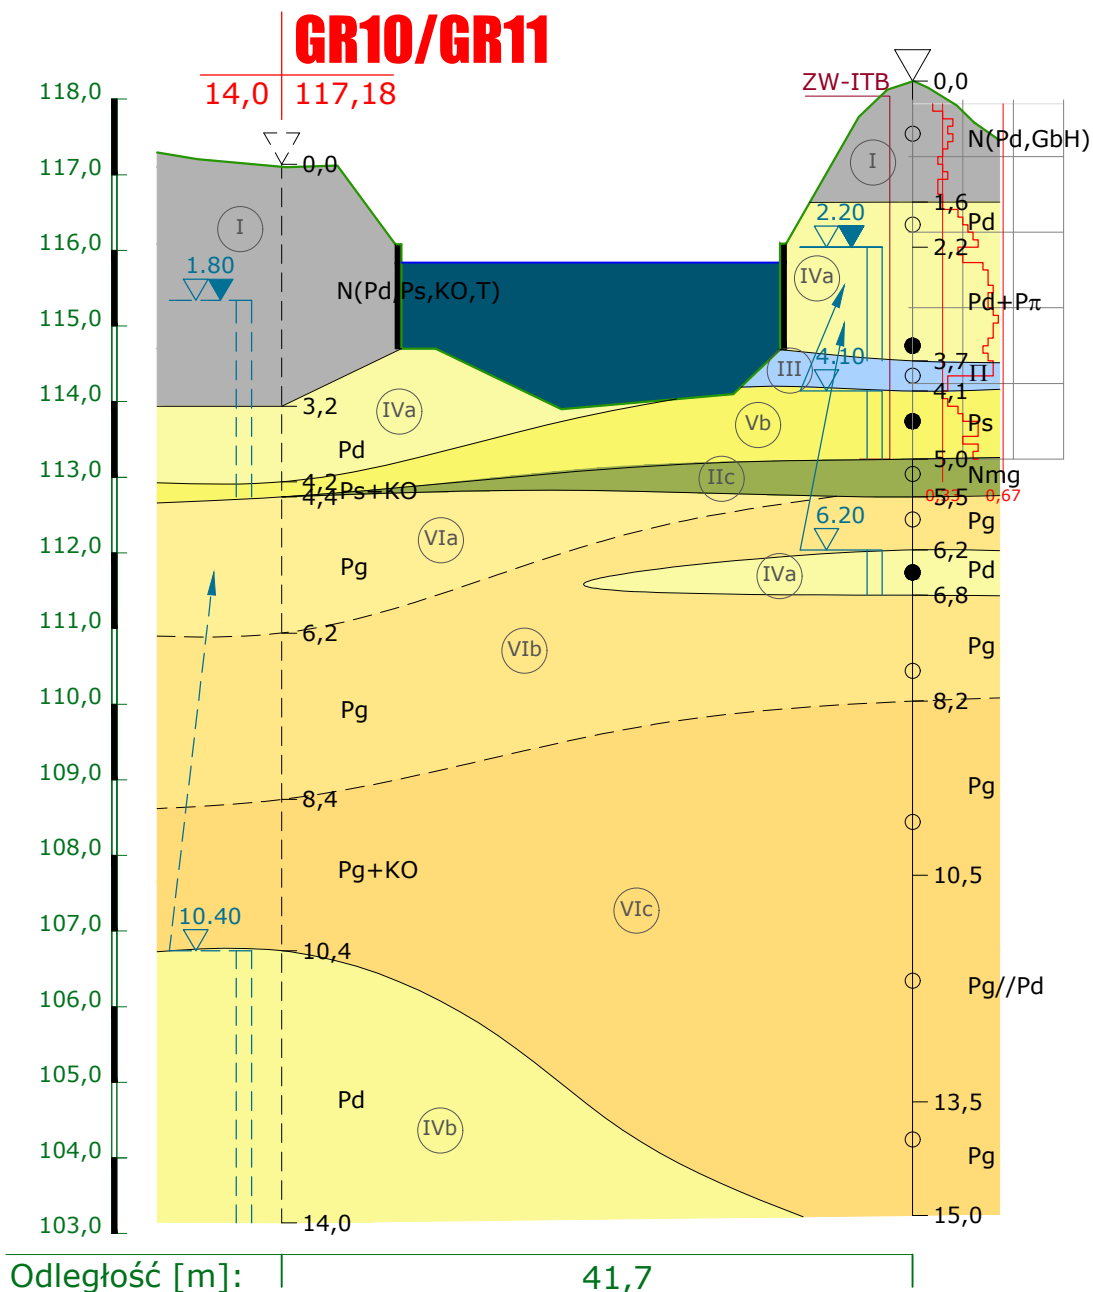 GR10/GR11
14,0 117,18
ZW-ITB
118,0
117,0
116,0
115,0
114,0
113,0
112,0
111,0
110,0
109,0
108,0
107,0
106,0
105,0
104,0
103,0
0,0
I
1.80
N(Pd,Ps,KO,T)
3,2
IVa
Pd
4,2
Ps+KO
4,4
VIa
Pg
6,2
VIb
Pg
8,4
Pg+KO
10.40
10,4
VIc
Pd
IVb
14,0
0,0
N(Pd,GbH)
I
1,6
Pd
2.20
2,2
IVa
Pd+Pπ
3,7
III
4.10
Π
4,1
Vb
Ps
5,0
IIc
Nmg
0,33 0,67
5,5
Pg
6.20
6,2
IVa
Pd
6,8
Pg
8,2
Pg
10,5
Pg//Pd
13,5
Pg
15,0
Odległość [m]: 41,7